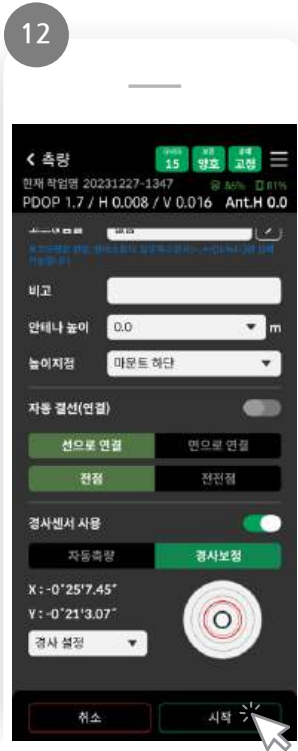 12
< 측량
GNSS 보정 상태
15 양호 고정
현재 작업명 20231227-1347 86% 81%
PDOP 1.7 / H 0.008 / V 0.016 Ant.H 0.0
비고
안테나 높이 0.0 m
높이지점 마운트 하단
자동 결선(연결)
선으로 연결 면으로 연결
전점 전전점
경사센서 사용
자동측량 경사보정
X : -0˚25'7.45"
Y : -0˚21'3.07"
경사 설정
취소 시작